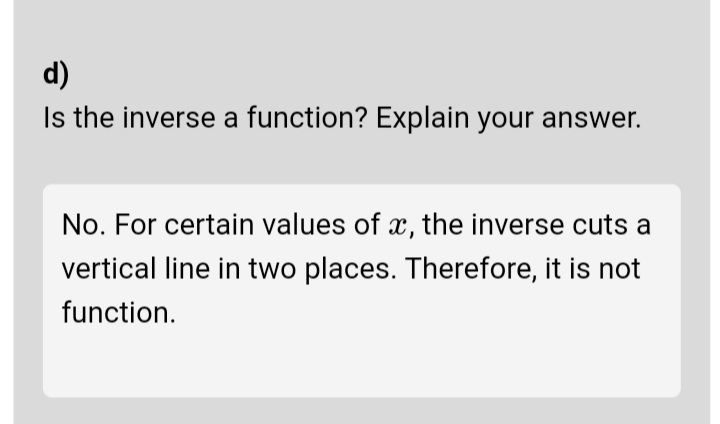 d)
Is the inverse a function? Explain your answer.
No. For certain values of x, the inverse cuts a
vertical line in two places. Therefore, it is not
function.